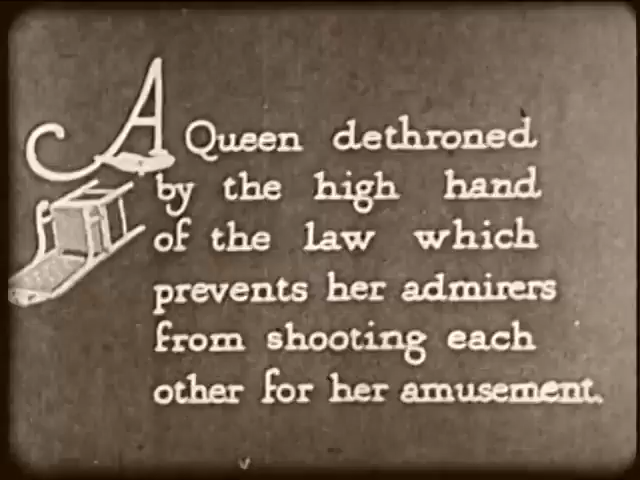 A Queen dethroned
by the high hand
of the law which
prevents her admirers
from shooting each
other for her amusement.